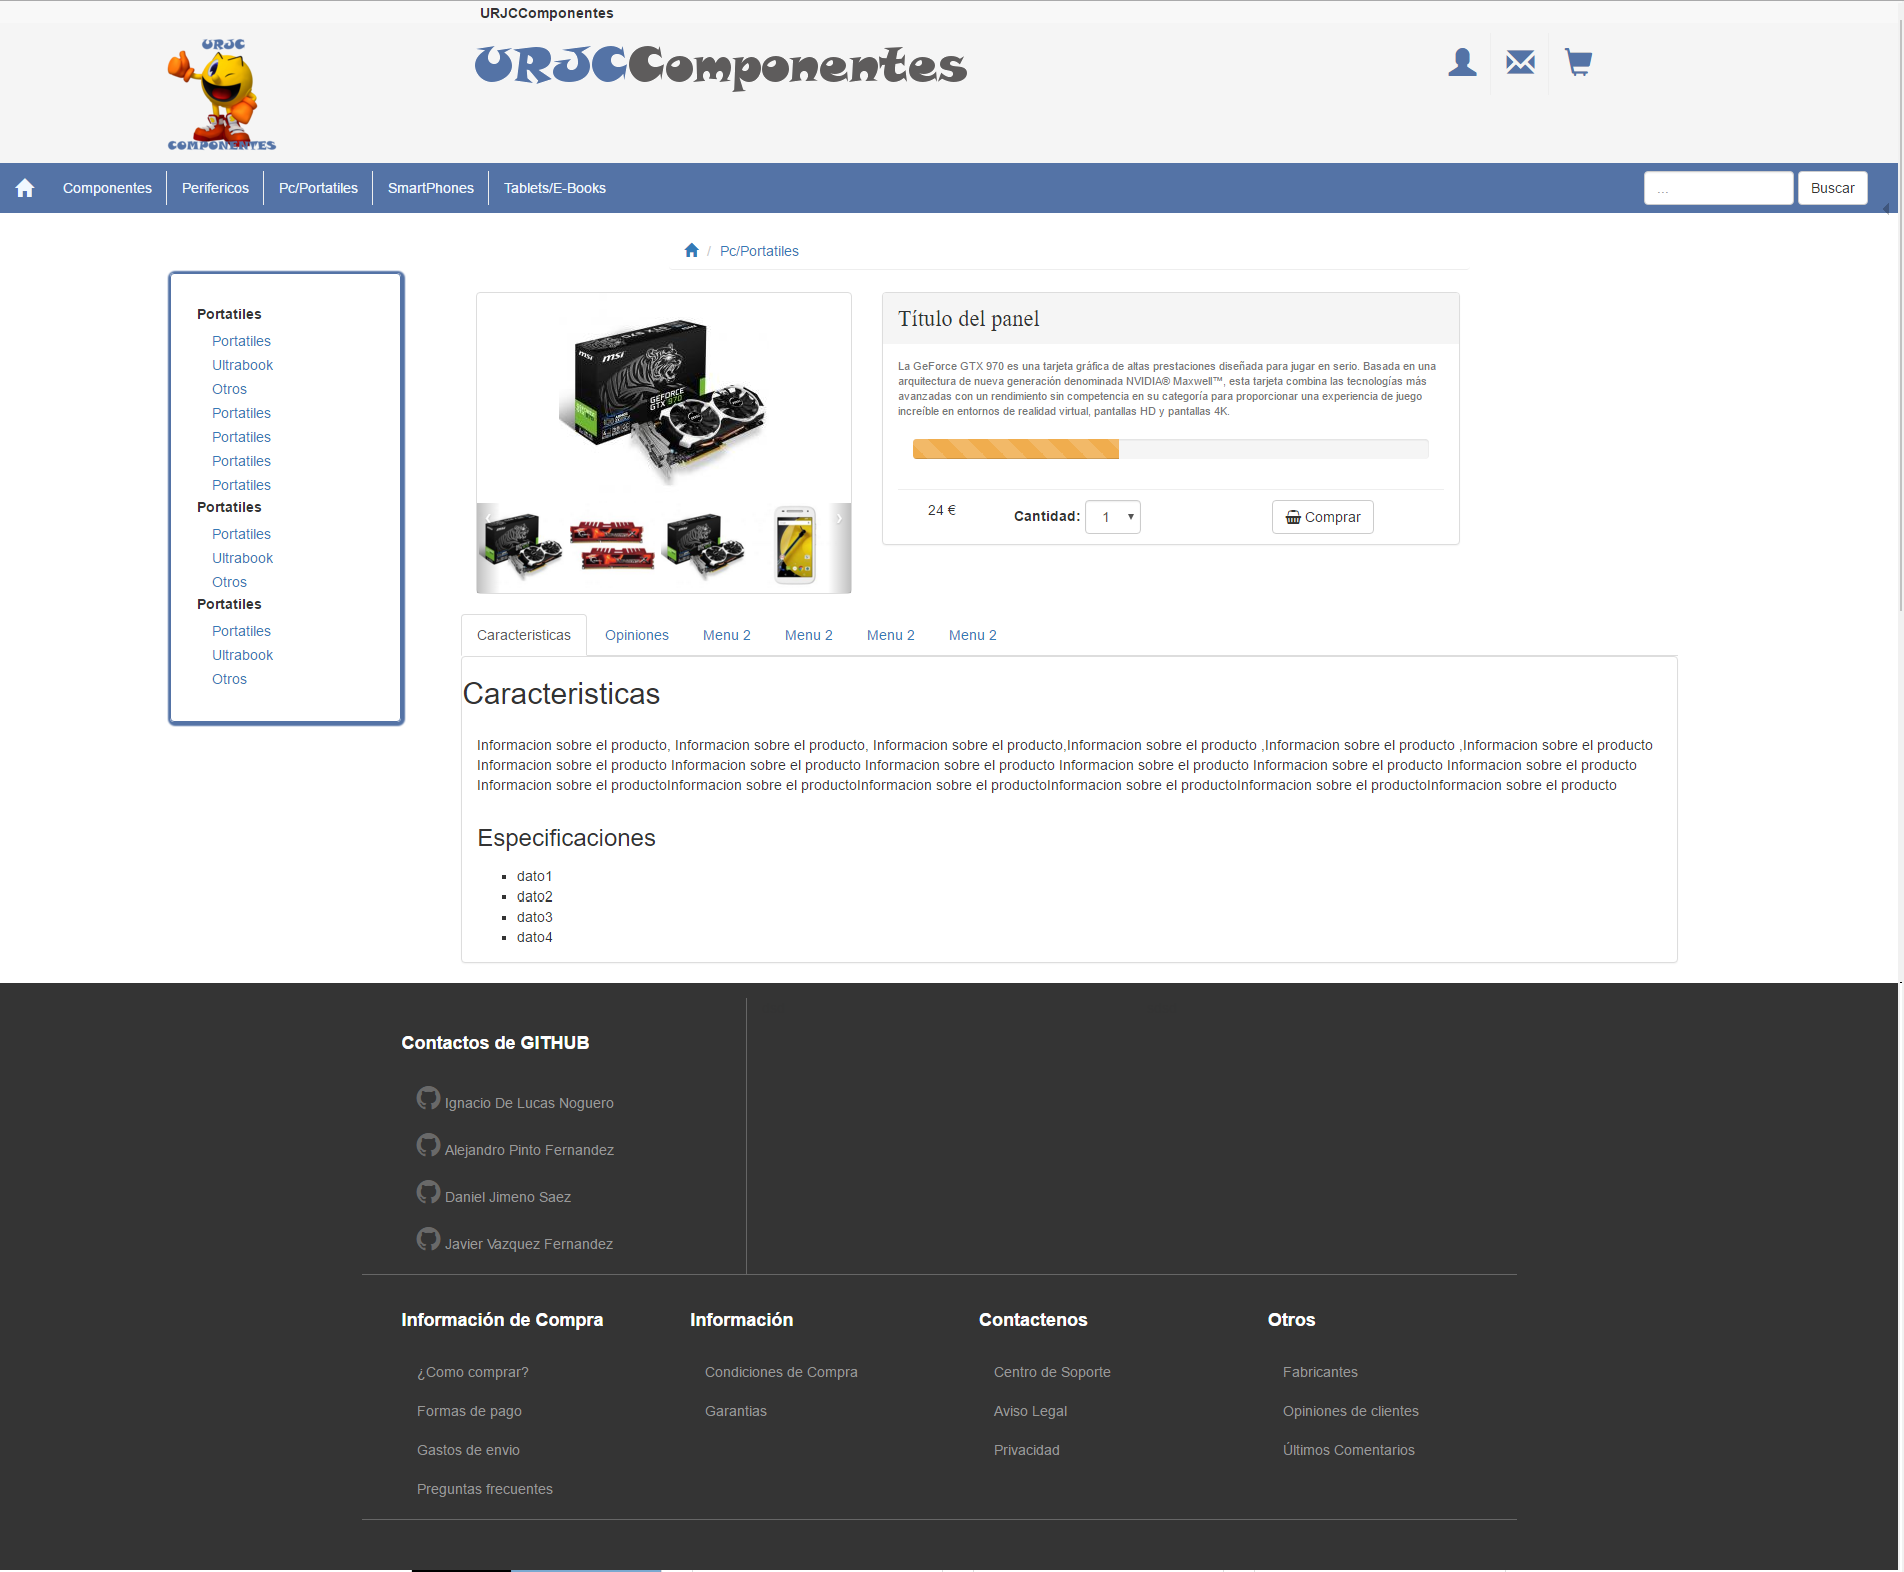 URJCComponentes
URJC
COMPONENTES
URJCComponentes
Componentes
Perifericos
Pc/Portatiles
SmartPhones
Tablets/E-Books
...
Buscar
/ Pc/Portatiles
Portatiles
Portatiles
Ultrabook
Otros
Portatiles
Portatiles
Portatiles
Portatiles
Portatiles
Portatiles
Ultrabook
Otros
Portatiles
Portatiles
Ultrabook
Otros
msi
msi
GEFORCE
GTX 970
Título del panel
La GeForce GTX 970 es una tarjeta gráfica de altas prestaciones diseñada para jugar en serio. Basada en una
arquitectura de nueva generación denominada NVIDIA® Maxwell™, esta tarjeta combina las tecnologías más
avanzadas con un rendimiento sin competencia en su categoría para proporcionar una experiencia de juego
increíble en entornos de realidad virtual, pantallas HD y pantallas 4K.
24 €
Cantidad: 1
Comprar
Caracteristicas
Opiniones
Menu 2
Menu 2
Menu 2
Menu 2
Caracteristicas
Informacion sobre el producto, Informacion sobre el producto, Informacion sobre el producto,Informacion sobre el producto ,Informacion sobre el producto ,Informacion sobre el producto
Informacion sobre el producto Informacion sobre el producto Informacion sobre el producto Informacion sobre el producto Informacion sobre el producto Informacion sobre el producto
Informacion sobre el productoInformacion sobre el productoInformacion sobre el productoInformacion sobre el productoInformacion sobre el productoInformacion sobre el producto
Especificaciones
dato1
dato2
dato3
dato4
Contactos de GITHUB
Ignacio De Lucas Noguero
Alejandro Pinto Fernandez
Daniel Jimeno Saez
Javier Vazquez Fernandez
Información de Compra
¿Como comprar?
Formas de pago
Gastos de envio
Preguntas frecuentes
Información
Condiciones de Compra
Garantias
Contactenos
Centro de Soporte
Aviso Legal
Privacidad
Otros
Fabricantes
Opiniones de clientes
Últimos Comentarios